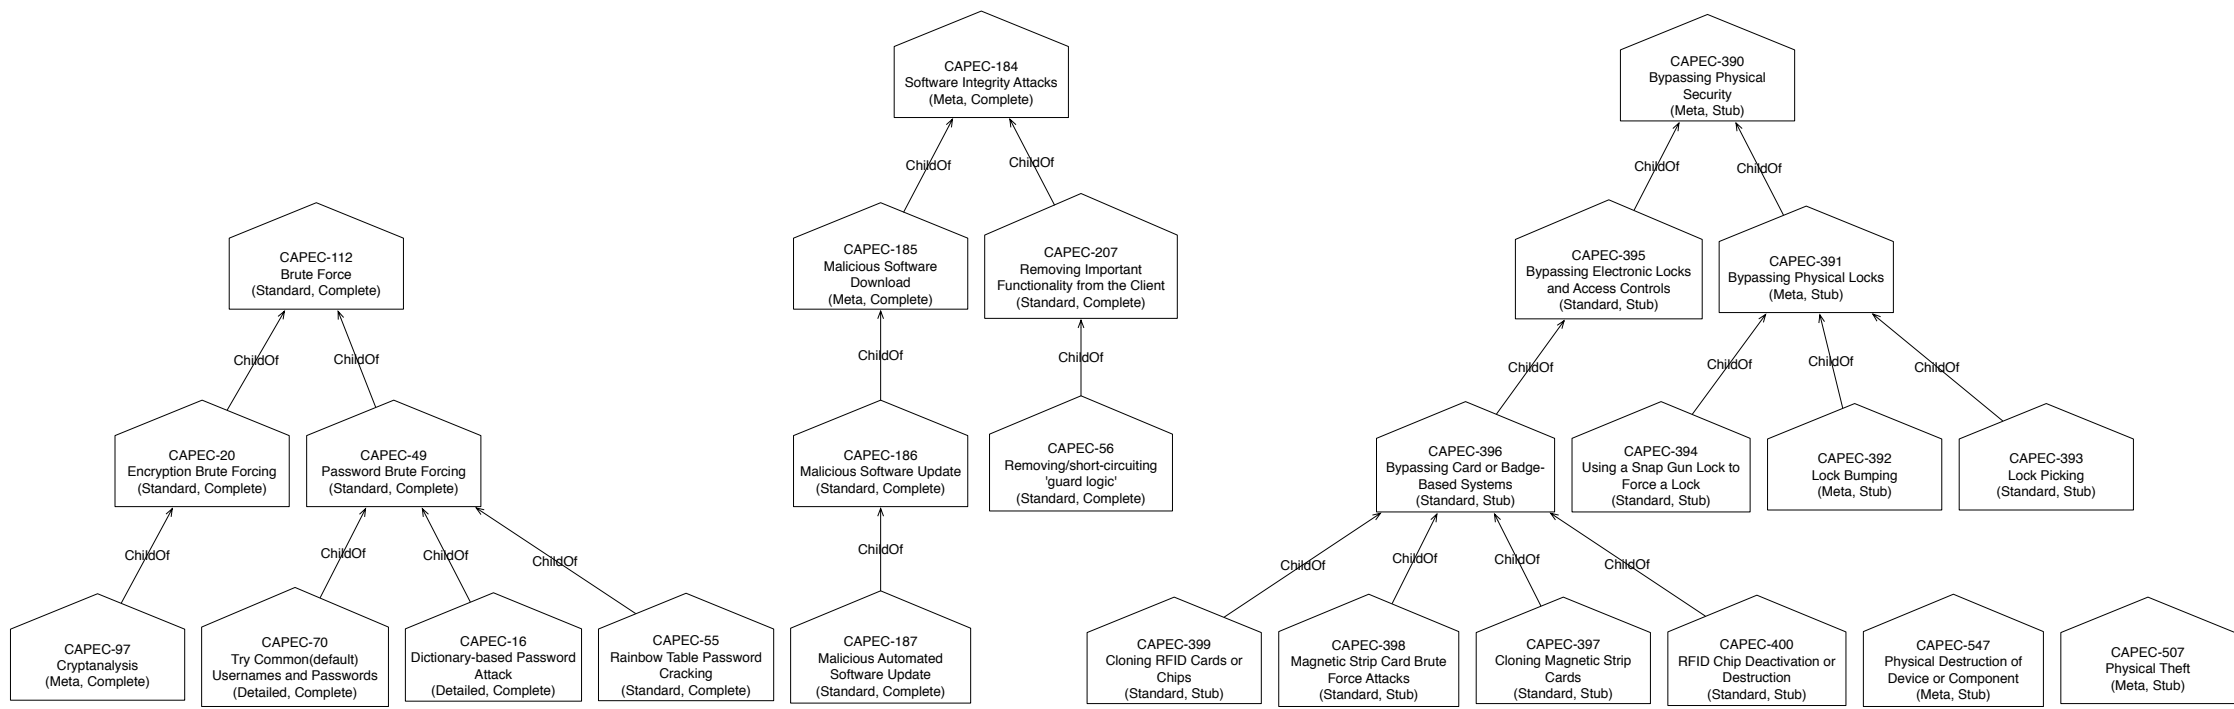 CAPEC-184
Software Integrity Attacks
(Meta, Complete)
CAPEC-390
Bypassing Physical
Security
(Meta, Stub)
ChildOf
ChildOf
ChildOf
ChildOf
CAPEC-112
Brute Force
(Standard, Complete)
CAPEC-185
Malicious Software
Download
(Meta, Complete)
CAPEC-207
Removing Important
Functionality from the Client
(Standard, Complete)
CAPEC-395
Bypassing Electronic Locks
and Access Controls
(Standard, Stub)
CAPEC-391
Bypassing Physical Locks
(Meta, Stub)
ChildOf
ChildOf
ChildOf
ChildOf
ChildOf
ChildOf
ChildOf
ChildOf
CAPEC-20
Encryption Brute Forcing
(Standard, Complete)
CAPEC-49
Password Brute Forcing
(Standard, Complete)
CAPEC-186
Malicious Software Update
(Standard, Complete)
CAPEC-56
Removing/short-circuiting
'guard logic'
(Standard, Complete)
CAPEC-396
Bypassing Card or Badge-
Based Systems
(Standard, Stub)
CAPEC-394
Using a Snap Gun Lock to
Force a Lock
(Standard, Stub)
CAPEC-392
Lock Bumping
(Meta, Stub)
CAPEC-393
Lock Picking
(Standard, Stub)
ChildOf
ChildOf
ChildOf
ChildOf
ChildOf
ChildOf
ChildOf
ChildOf
ChildOf
CAPEC-97
Cryptanalysis
(Meta, Complete)
CAPEC-70
Try Common(default)
Usernames and Passwords
(Detailed, Complete)
CAPEC-16
Dictionary-based Password
Attack
(Detailed, Complete)
CAPEC-55
Rainbow Table Password
Cracking
(Standard, Complete)
CAPEC-187
Malicious Automated
Software Update
(Standard, Complete)
CAPEC-399
Cloning RFID Cards or
Chips
(Standard, Stub)
CAPEC-398
Magnetic Strip Card Brute
Force Attacks
(Standard, Stub)
CAPEC-397
Cloning Magnetic Strip
Cards
(Standard, Stub)
CAPEC-400
RFID Chip Deactivation or
Destruction
(Standard, Stub)
CAPEC-547
Physical Destruction of
Device or Component
(Meta, Stub)
CAPEC-507
Physical Theft
(Meta, Stub)